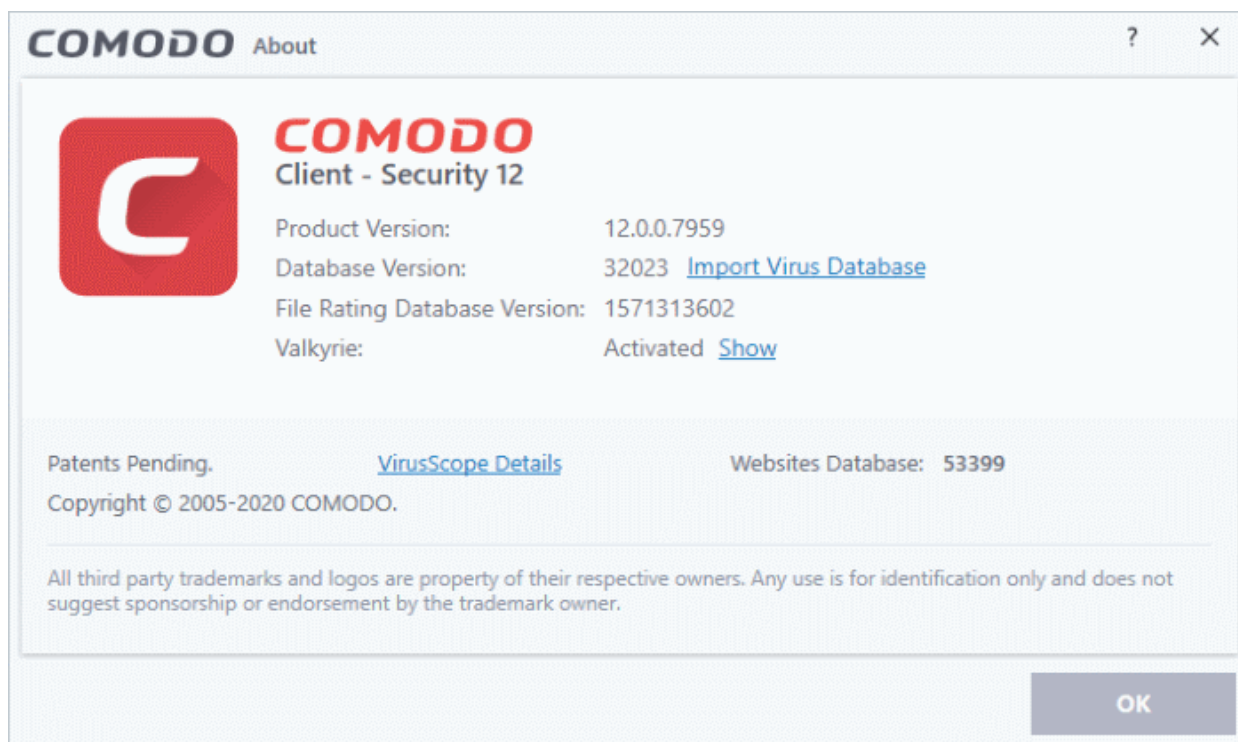 COMODO About ? ✕
COMODO
Client - Security 12
Product Version: 12.0.0.7959
Database Version: 32023 Import Virus Database
File Rating Database Version: 1571313602
Valkyrie: Activated Show
Patents Pending. VirusScope Details Websites Database: 53399
Copyright © 2005-2020 COMODO.
All third party trademarks and logos are property of their respective owners. Any use is for identification only and does not
suggest sponsorship or endorsement by the trademark owner.
OK